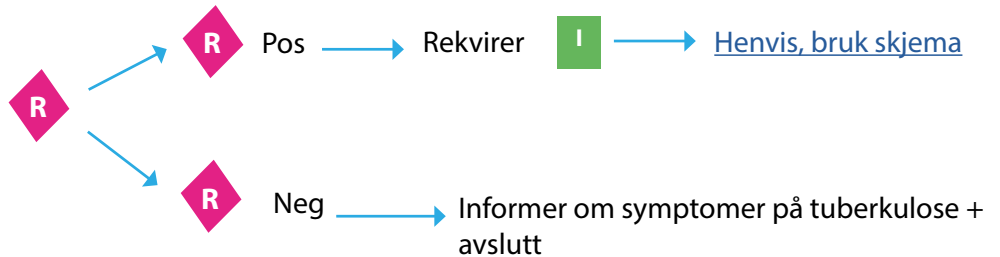 R Pos Rekvirer I Henvis, bruk skjema
R
R Neg Informer om symptomer på tuberkulose +
avslutt